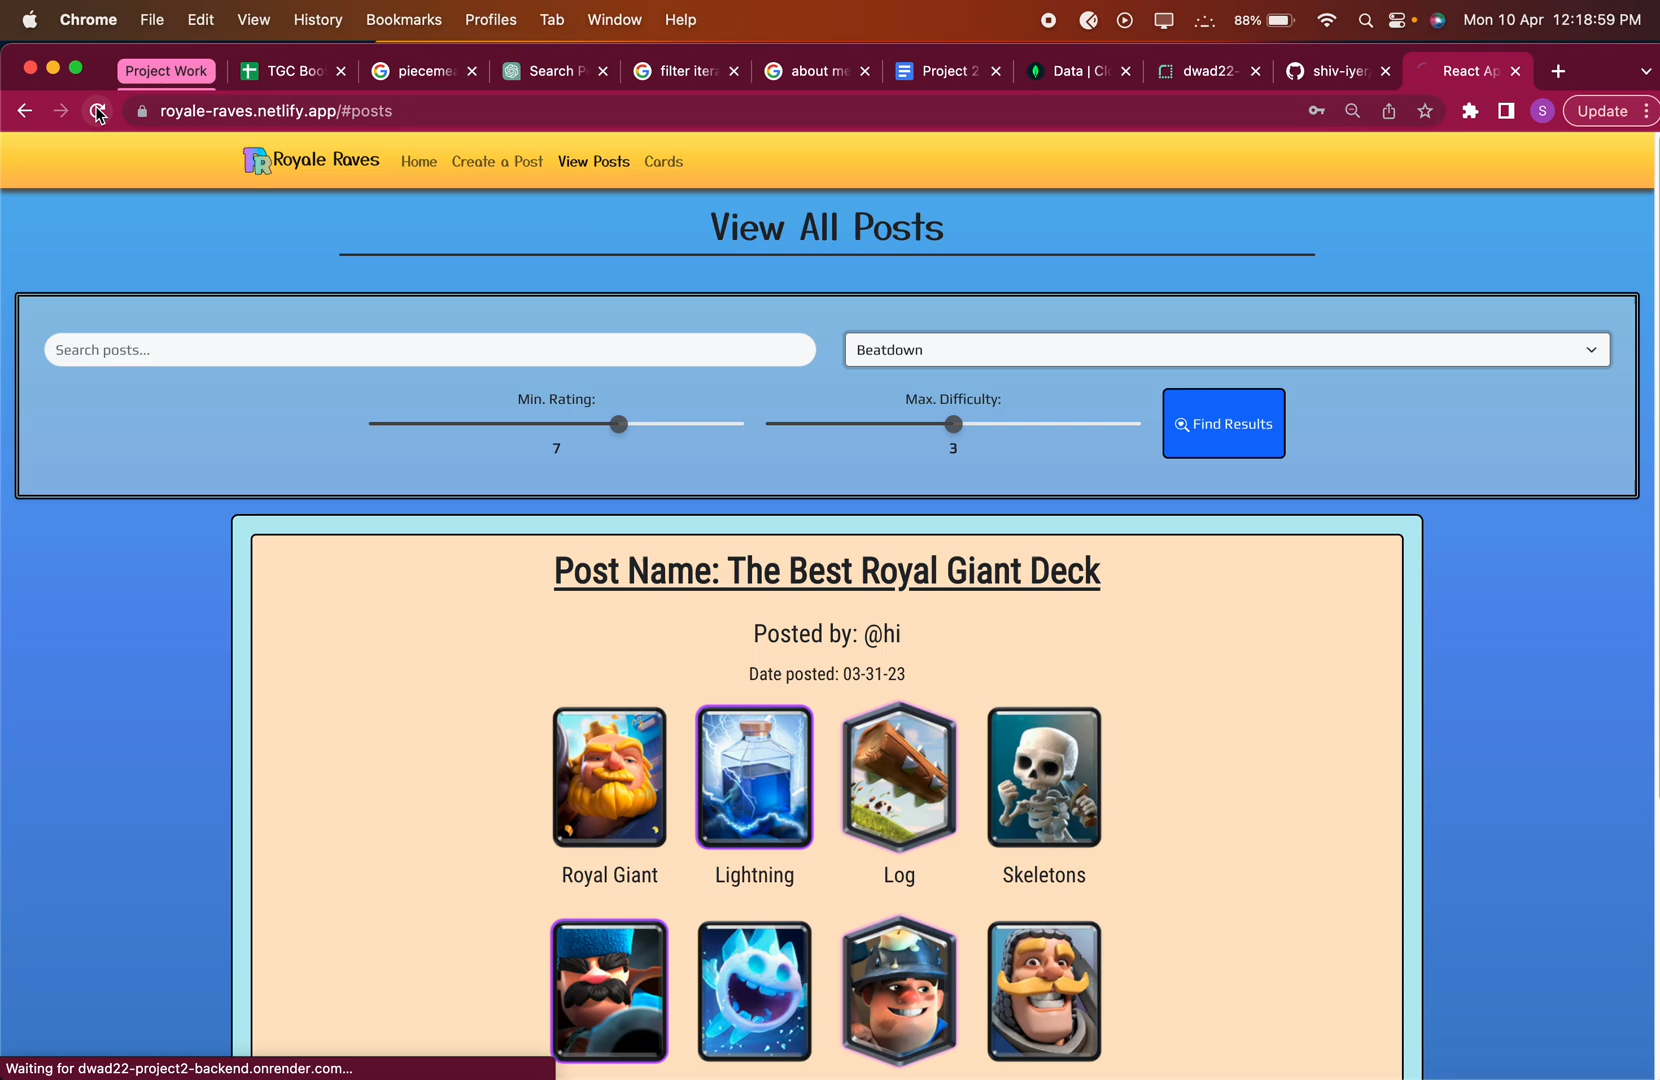 Chrome File Edit View History Bookmarks Profiles Tab Window Help 88% Mon 10 Apr 12:18:59 PM
Project Work TGC Boo piecemea Search P filter itera about me Project 2 Data | Cl dwad22- shiv-iyer React Ap
royale-raves.netlify.app/#posts S Update
Royale Raves Home Create a Post View Posts Cards
View All Posts
Search posts... Beatdown
Min. Rating: Max. Difficulty:
Find Results
7 3
Post Name: The Best Royal Giant Deck
Posted by: @hi
Date posted: 03-31-23
Royal Giant Lightning Log Skeletons
Waiting for dwad22-project2-backend.onrender.com...